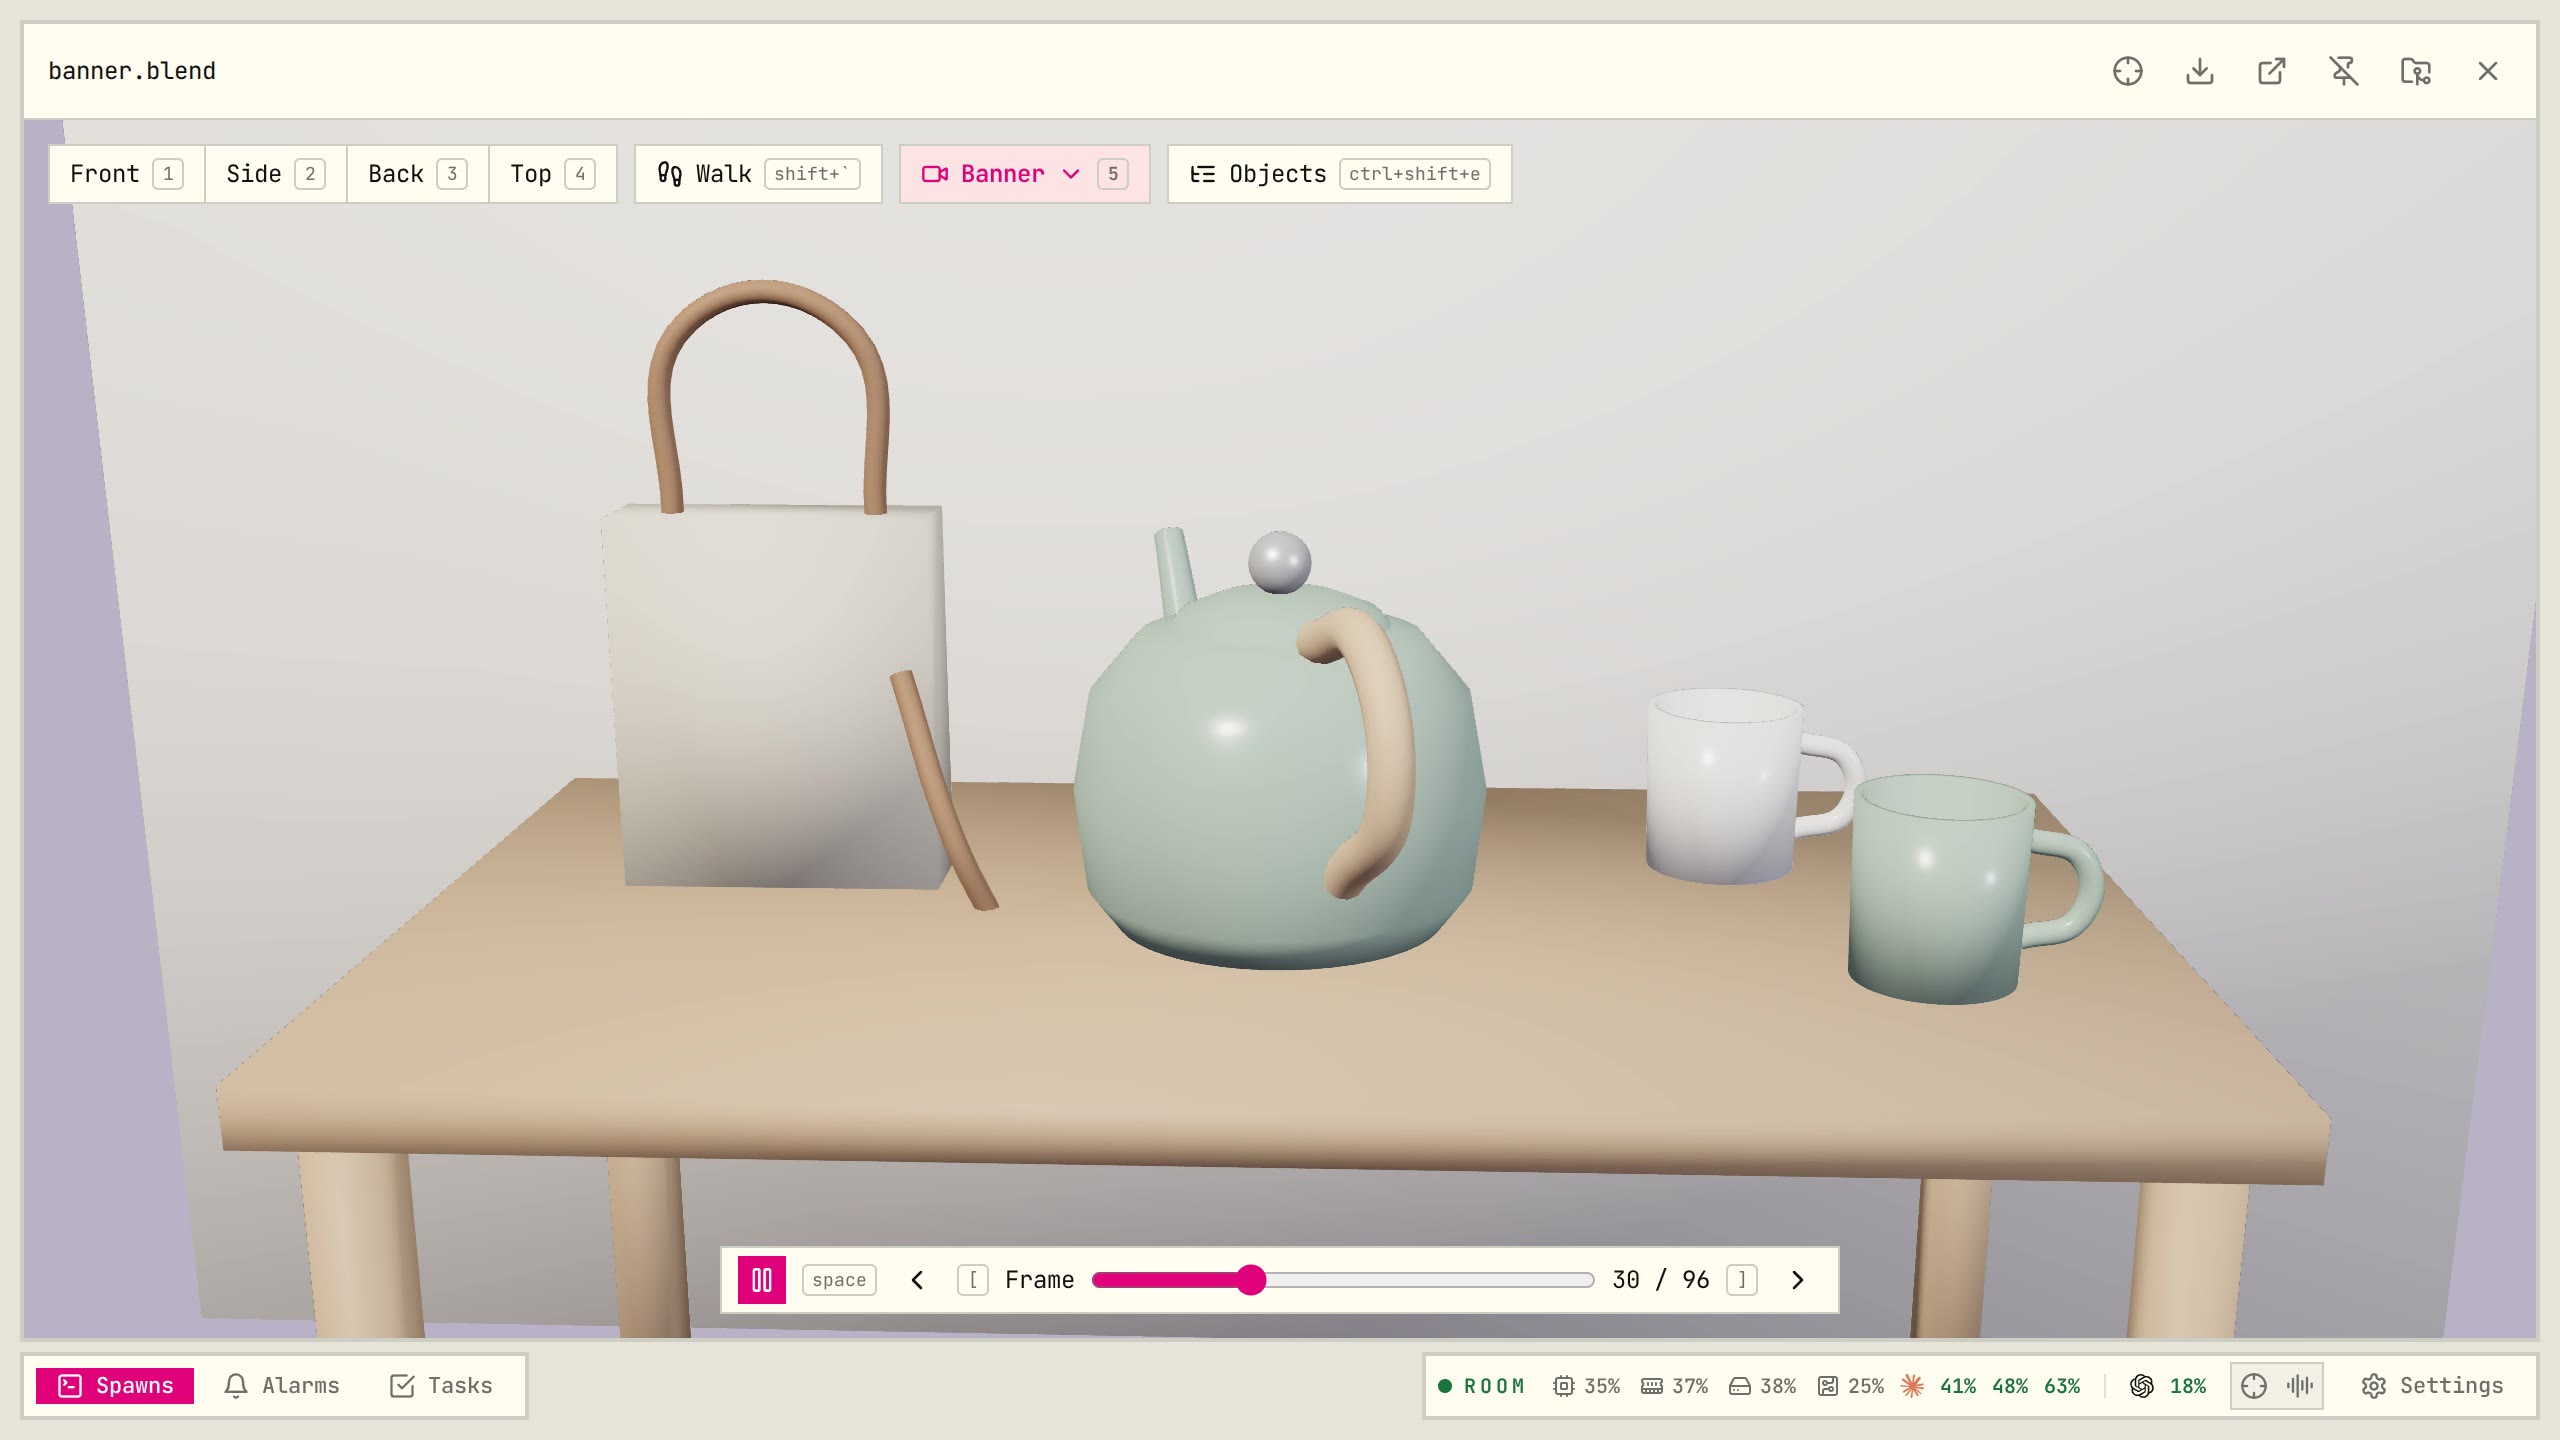 banner.blend
Front 1 Side 2 Back 3 Top 4 Walk shift+` Banner 5 Objects ctrl+shift+e
space [ Frame 30 / 96 ]
Spawns Alarms Tasks ROOM 35% 37% 38% 25% 41% 48% 63% 18% Settings